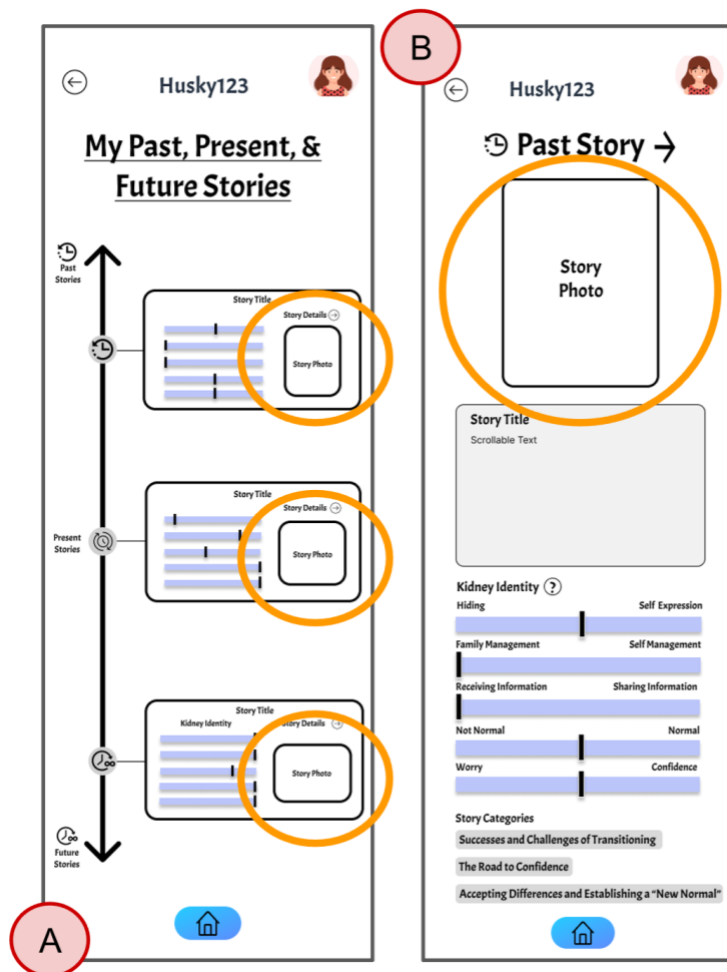 A
Husky123
My Past, Present, &
Future Stories
Past
Stories
Story Title
Story Details
Story Photo
Present
Stories
Story Title
Story Details
Story Photo
Story Title
Kidney Identity
Story Details
Story Photo
Future
Stories
B
Husky123
Past Story
Story
Photo
Story Title
Scrollable Text
Kidney Identity ?
Hiding Self Expression
Family Management Self Management
Receiving Information Sharing Information
Not Normal Normal
Worry Confidence
Story Categories
Successes and Challenges of Transitioning
The Road to Confidence
Accepting Differences and Establishing a “New Normal”